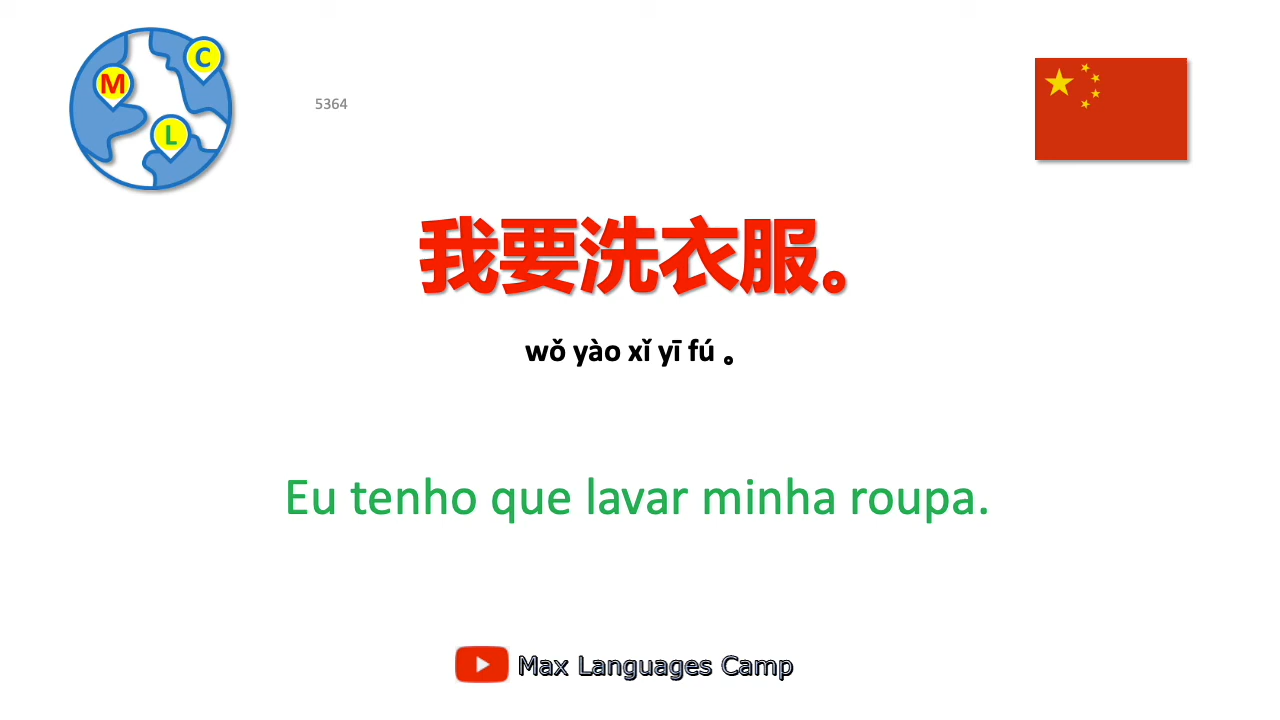 M
C
L
5364
我要洗衣服。
wǒ yào xǐ yī fú 。
Eu tenho que lavar minha roupa.
Max Languages Camp